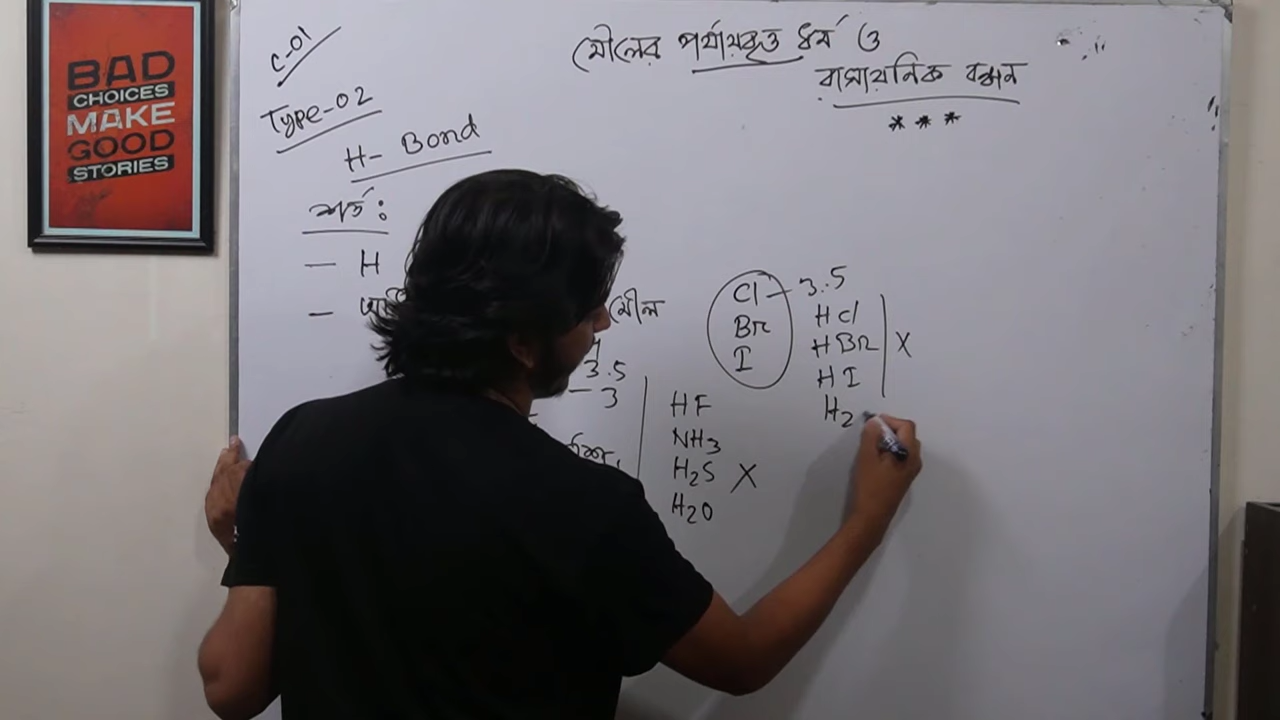 BAD
CHOICES
MAKE
GOOD
STORIES
C-01
Type-02
H- Bond
মৌলের পর্যায়বৃত্ত ধর্ম ও
রাসায়নিক বন্ধন
***
শর্ত:
— H
— মৌল
4
3.5
— 3
HF
NH3
H2S X
H2O
Cl — 3.5
Br
I
HCl
HBr
HI
X
H2